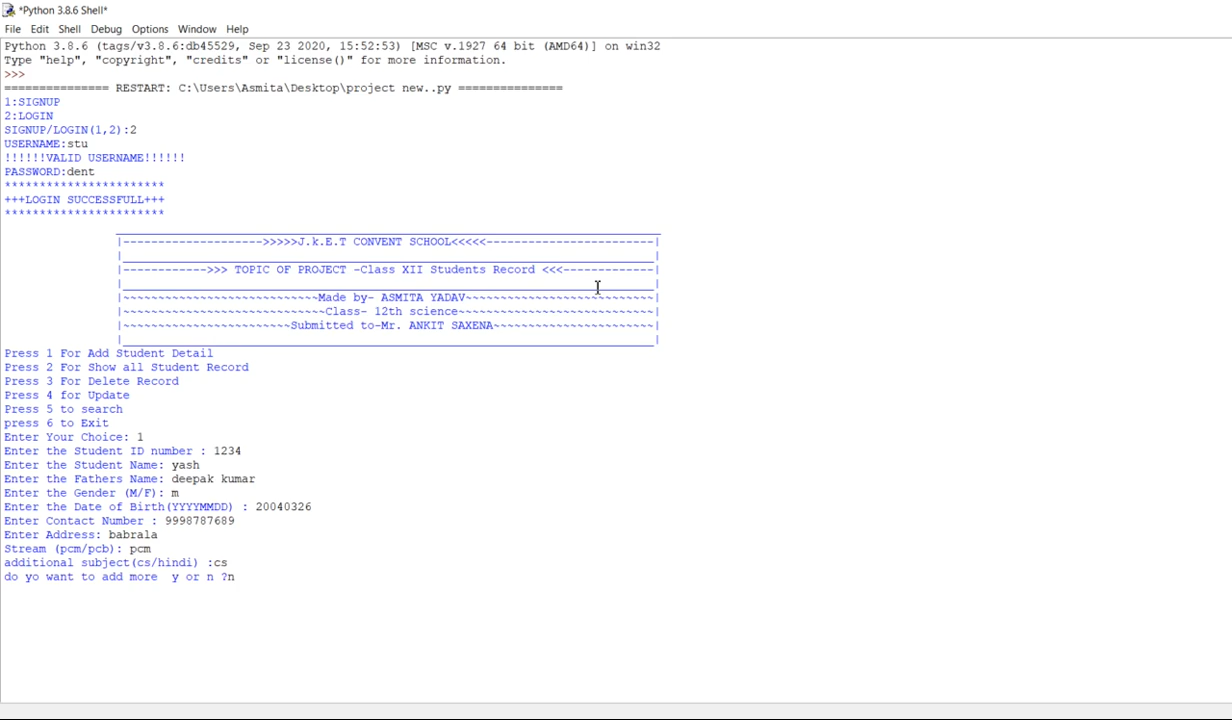 *Python 3.8.6 Shell*
File Edit Shell Debug Options Window Help
Python 3.8.6 (tags/v3.8.6:db45529, Sep 23 2020, 15:52:53) [MSC v.1927 64 bit (AMD64)] on win32
Type "help", "copyright", "credits" or "license()" for more information.
>>>
=============== RESTART: C:\Users\Asmita\Desktop\project new..py ===============
1:SIGNUP
2:LOGIN
SIGNUP/LOGIN(1,2):2
USERNAME:stu
!!!!!!VALID USERNAME!!!!!!
PASSWORD:dent
***********************
+++LOGIN SUCCESSFULL+++
***********************
|-------------------->>>>>J.k.E.T CONVENT SCHOOL<<<<<------------------------|
|------------>>> TOPIC OF PROJECT -Class XII Students Record <<<-------------|
|~~~~~~~~~~~~~~~~~~~~~~~~~~~~Made by- ASMITA YADAV~~~~~~~~~~~~~~~~~~~~~~~~~~~|
|~~~~~~~~~~~~~~~~~~~~~~~~~~~~~Class- 12th science~~~~~~~~~~~~~~~~~~~~~~~~~~~~|
|~~~~~~~~~~~~~~~~~~~~~~~~Submitted to-Mr. ANKIT SAXENA~~~~~~~~~~~~~~~~~~~~~~~|
Press 1 For Add Student Detail
Press 2 For Show all Student Record
Press 3 For Delete Record
Press 4 for Update
Press 5 to search
press 6 to Exit
Enter Your Choice: 1
Enter the Student ID number : 1234
Enter the Student Name: yash
Enter the Fathers Name: deepak kumar
Enter the Gender (M/F): m
Enter the Date of Birth(YYYYMMDD) : 20040326
Enter Contact Number : 9998787689
Enter Address: babrala
Stream (pcm/pcb): pcm
additional subject(cs/hindi) :cs
do yo want to add more  y or n ?n